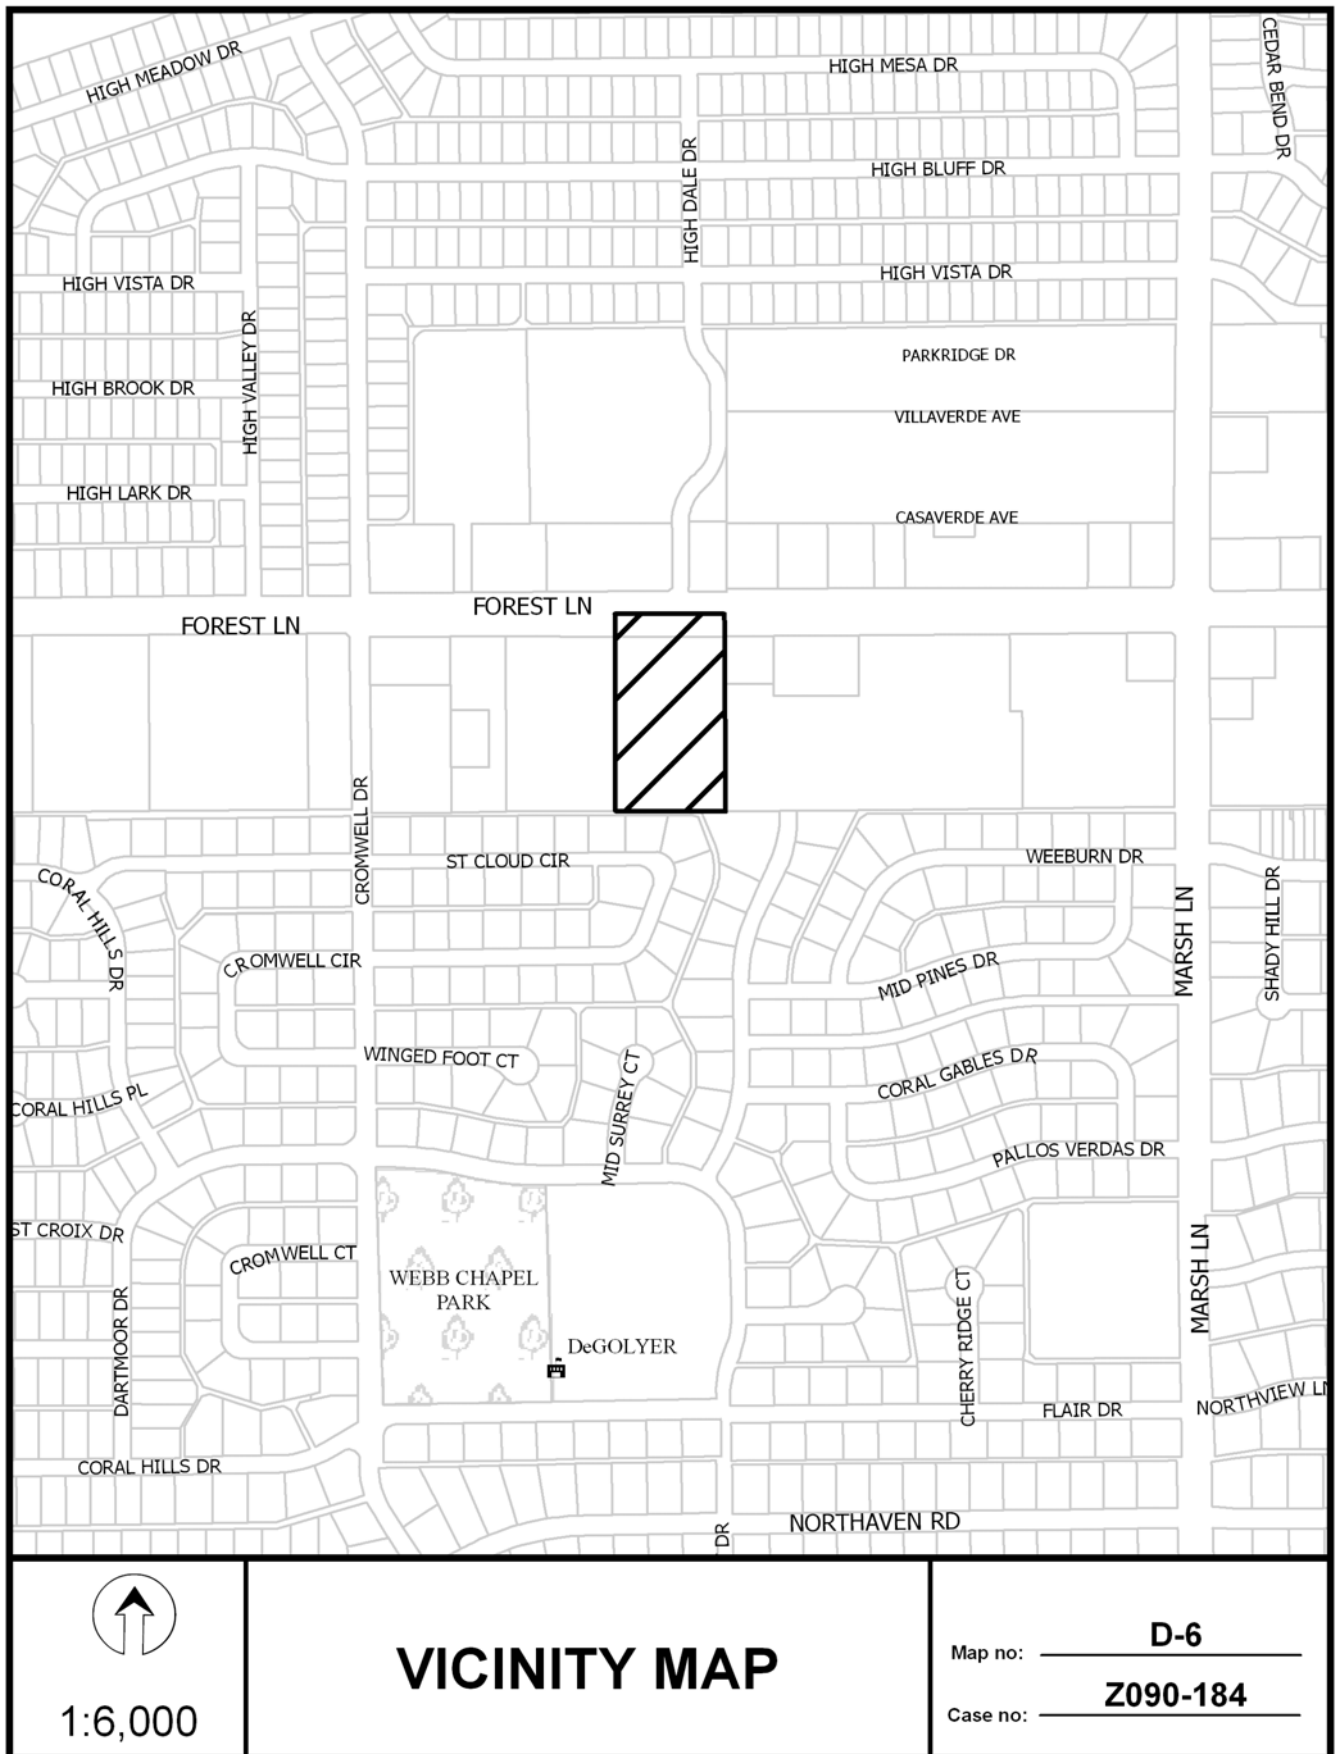 HIGH MEADOW DR
HIGH MESA DR
CEDAR BEND DR
HIGH DALE DR
HIGH BLUFF DR
HIGH VISTA DR
HIGH VISTA DR
HIGH VALLEY DR
PARKRIDGE DR
HIGH BROOK DR
VILLAVERDE AVE
HIGH LARK DR
CASAVERDE AVE
FOREST LN
FOREST LN
CROMWELL DR
ST CLOUD CIR
WEEBURN DR
CORAL HILLS DR
MARSH LN
SHADY HILL DR
CROMWELL CIR
MID PINES DR
WINGED FOOT CT
MID SURREY CT
CORAL GABLES DR
CORAL HILLS PL
PALLOS VERDAS DR
ST CROIX DR
CROMWELL CT
MARSH LN
WEBB CHAPEL
PARK
DARTMOOR DR
CHERRY RIDGE CT
DeGOLYER
NORTHVIEW LN
FLAIR DR
CORAL HILLS DR
NORTHAVEN RD
DR
1:6,000
VICINITY MAP
Map no: D-6
Case no: Z090-184